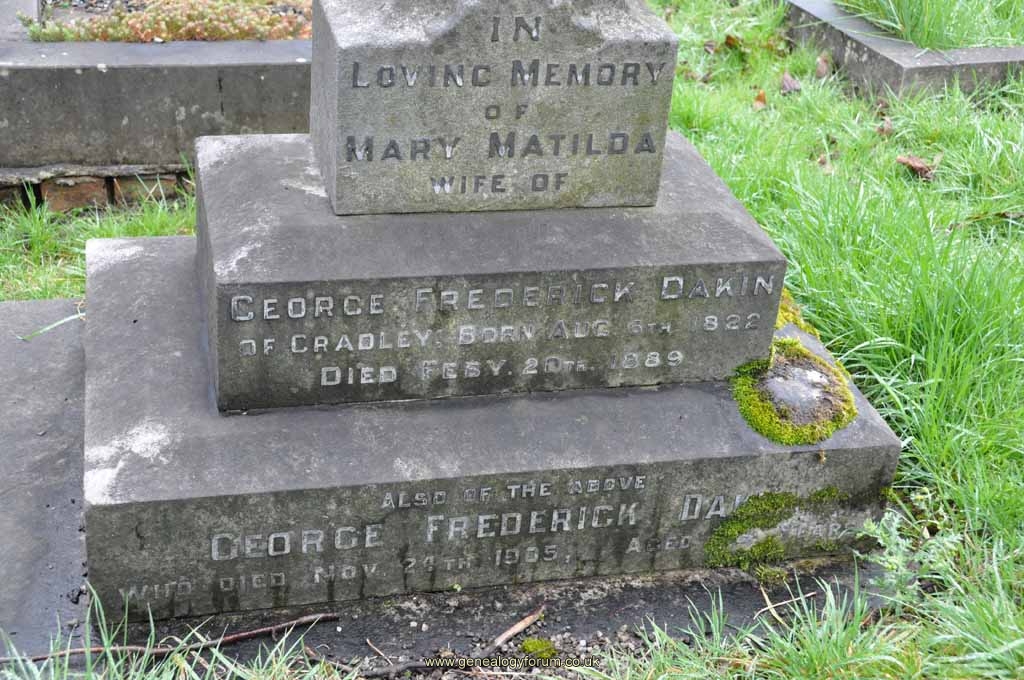 IN
LOVING MEMORY
OF
MARY MATILDA
WIFE OF
GEORGE FREDERICK DAKIN
OF CRADLEY. BORN AUG 6TH. 1822
DIED FEBY. 20TH. 1889
ALSO OF THE ABOVE
GEORGE FREDERICK DAK
WHO DIED NOV. 24TH 1905, AGED
www.genealogyforum.co.uk